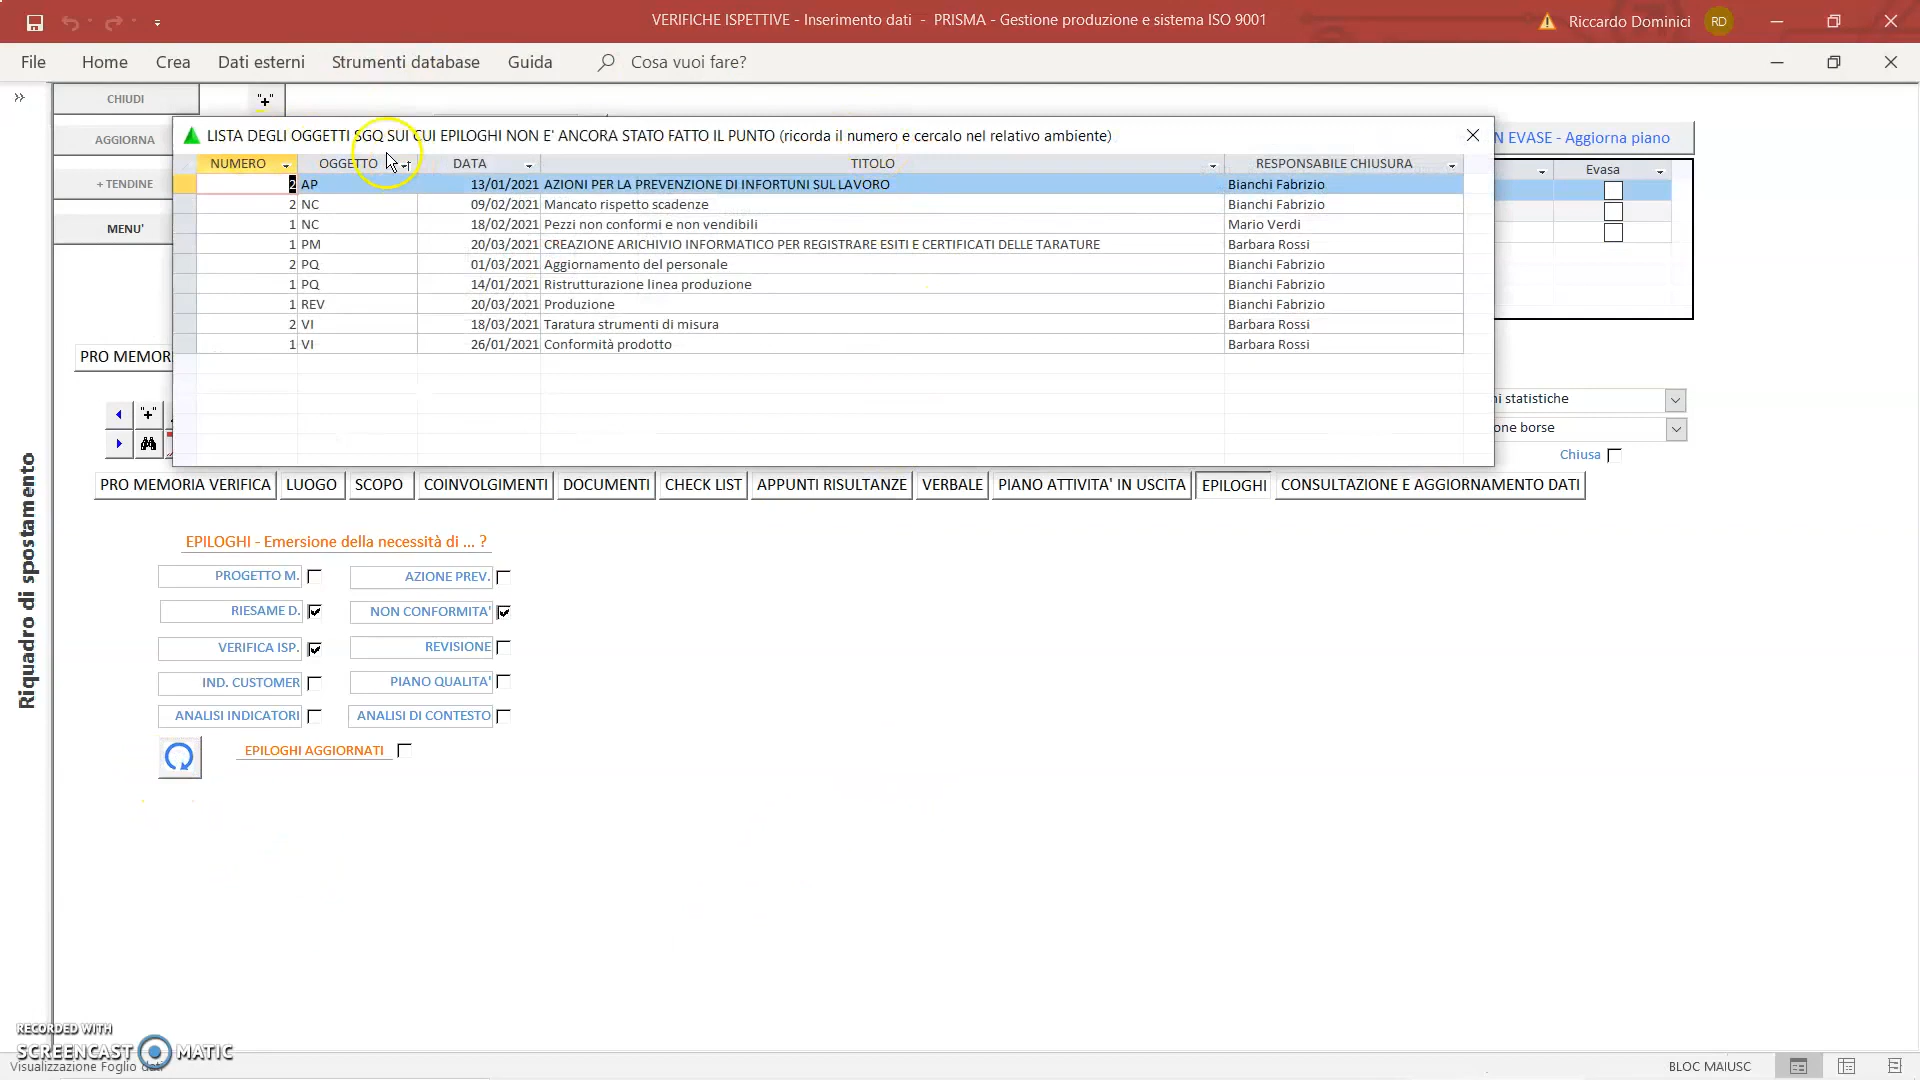 VERIFICHE ISPETTIVE - Inserimento dati - PRISMA - Gestione produzione e sistema ISO 9001
Riccardo Dominici RD
File Home Crea Dati esterni Strumenti database Guida Cosa vuoi fare?
CHIUDI "+"
AGGIORNA
+ TENDINE
MENU'
N EVASE - Aggiorna piano
Evasa
LISTA DEGLI OGGETTI SGQ SUI CUI EPILOGHI NON E' ANCORA STATO FATTO IL PUNTO (ricorda il numero e cercalo nel relativo ambiente)
NUMERO OGGETTO DATA TITOLO RESPONSABILE CHIUSURA
2 AP 13/01/2021 AZIONI PER LA PREVENZIONE DI INFORTUNI SUL LAVORO Bianchi Fabrizio
2 NC 09/02/2021 Mancato rispetto scadenze Bianchi Fabrizio
1 NC 18/02/2021 Pezzi non conformi e non vendibili Mario Verdi
1 PM 20/03/2021 CREAZIONE ARICHIVIO INFORMATICO PER REGISTRARE ESITI E CERTIFICATI DELLE TARATURE Barbara Rossi
2 PQ 01/03/2021 Aggiornamento del personale Bianchi Fabrizio
1 PQ 14/01/2021 Ristrutturazione linea produzione Bianchi Fabrizio
1 REV 20/03/2021 Produzione Bianchi Fabrizio
2 VI 18/03/2021 Taratura strumenti di misura Barbara Rossi
1 VI 26/01/2021 Conformità prodotto Barbara Rossi
PRO MEMOR
"+"
ni statistiche
one borse
Chiusa
PRO MEMORIA VERIFICA LUOGO SCOPO COINVOLGIMENTI DOCUMENTI CHECK LIST APPUNTI RISULTANZE VERBALE PIANO ATTIVITA' IN USCITA EPILOGHI CONSULTAZIONE E AGGIORNAMENTO DATI
EPILOGHI - Emersione della necessità di ... ?
PROGETTO M. AZIONE PREV.
RIESAME D. NON CONFORMITA'
VERIFICA ISP. REVISIONE
IND. CUSTOMER PIANO QUALITA'
ANALISI INDICATORI ANALISI DI CONTESTO
EPILOGHI AGGIORNATI
Riquadro di spostamento
RECORDED WITH
SCREENCAST MATIC
Visualizzazione Foglio dati
BLOC MAIUSC